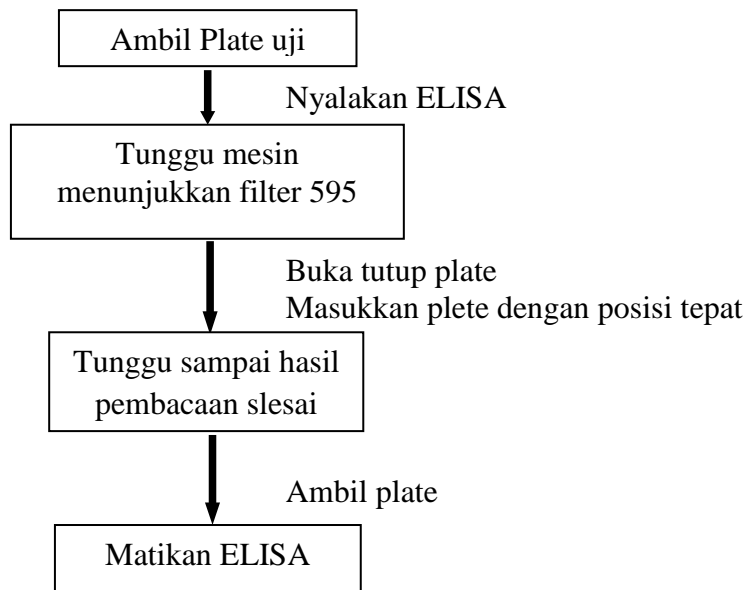 Ambil Plate uji
Nyalakan ELISA
Tunggu mesin
menunjukkan filter 595
Buka tutup plate
Masukkan plete dengan posisi tepat
Tunggu sampai hasil
pembacaan slesai
Ambil plate
Matikan ELISA